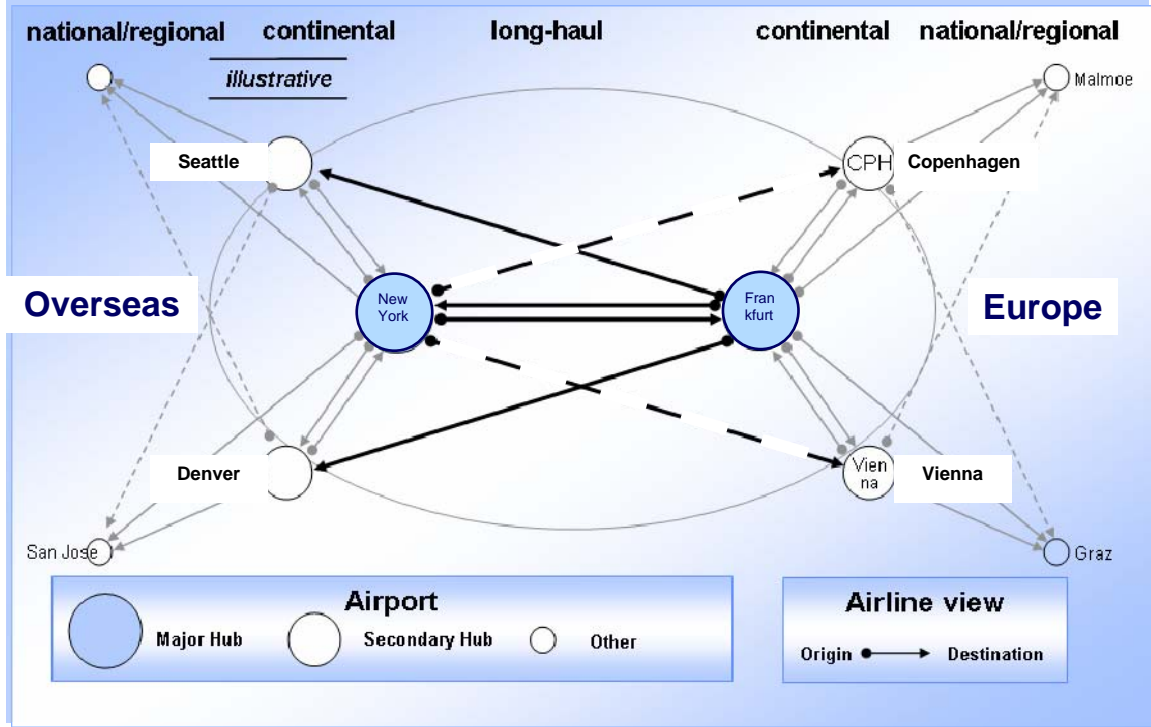 national/regional
continental
long-haul
continental
national/regional
illustrative
Malmoe
Seattle
CPH
Copenhagen
Overseas
New
York
Fran
kfurt
Europe
Denver
Vien
na
Vienna
San Jose
Graz
Airport
Major Hub
Secondary Hub
Other
Airline view
Origin
Destination